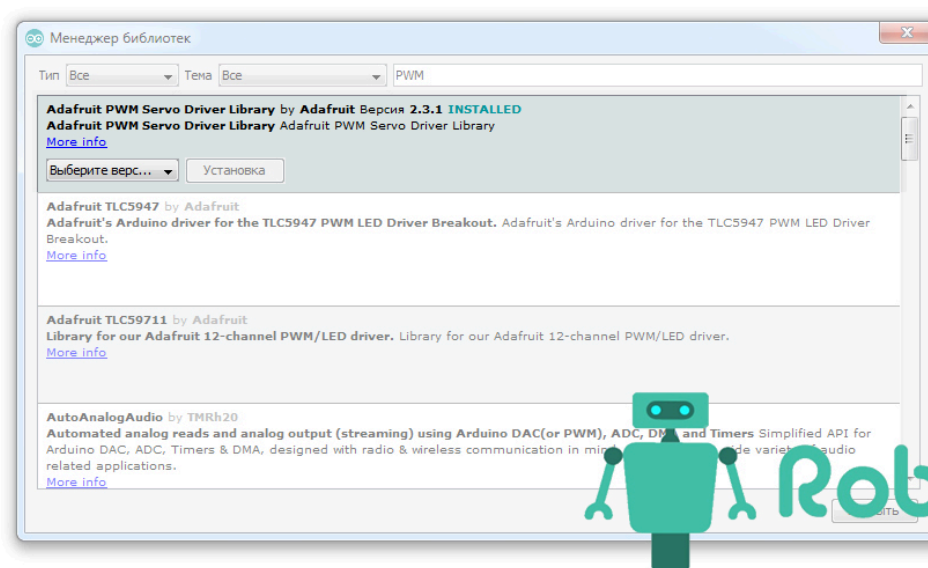 Менеджер библиотек
Тип Все Тема Все PWM
Adafruit PWM Servo Driver Library by Adafruit Версия 2.3.1 INSTALLED
Adafruit PWM Servo Driver Library Adafruit PWM Servo Driver Library
More info
Выберите верс... Установка
Adafruit TLC5947 by Adafruit
Adafruit's Arduino driver for the TLC5947 PWM LED Driver Breakout. Adafruit's Arduino driver for the TLC5947 PWM LED Driver
Breakout.
More info
Adafruit TLC59711 by Adafruit
Library for our Adafruit 12-channel PWM/LED driver. Library for our Adafruit 12-channel PWM/LED driver.
More info
AutoAnalogAudio by TMRh20
Automated analog reads and analog output (streaming) using Arduino DAC(or PWM), ADC, DMA and Timers Simplified API for
Arduino DAC, ADC, Timers & DMA, designed with radio & wireless communication in audio
related applications.
More info
Rob